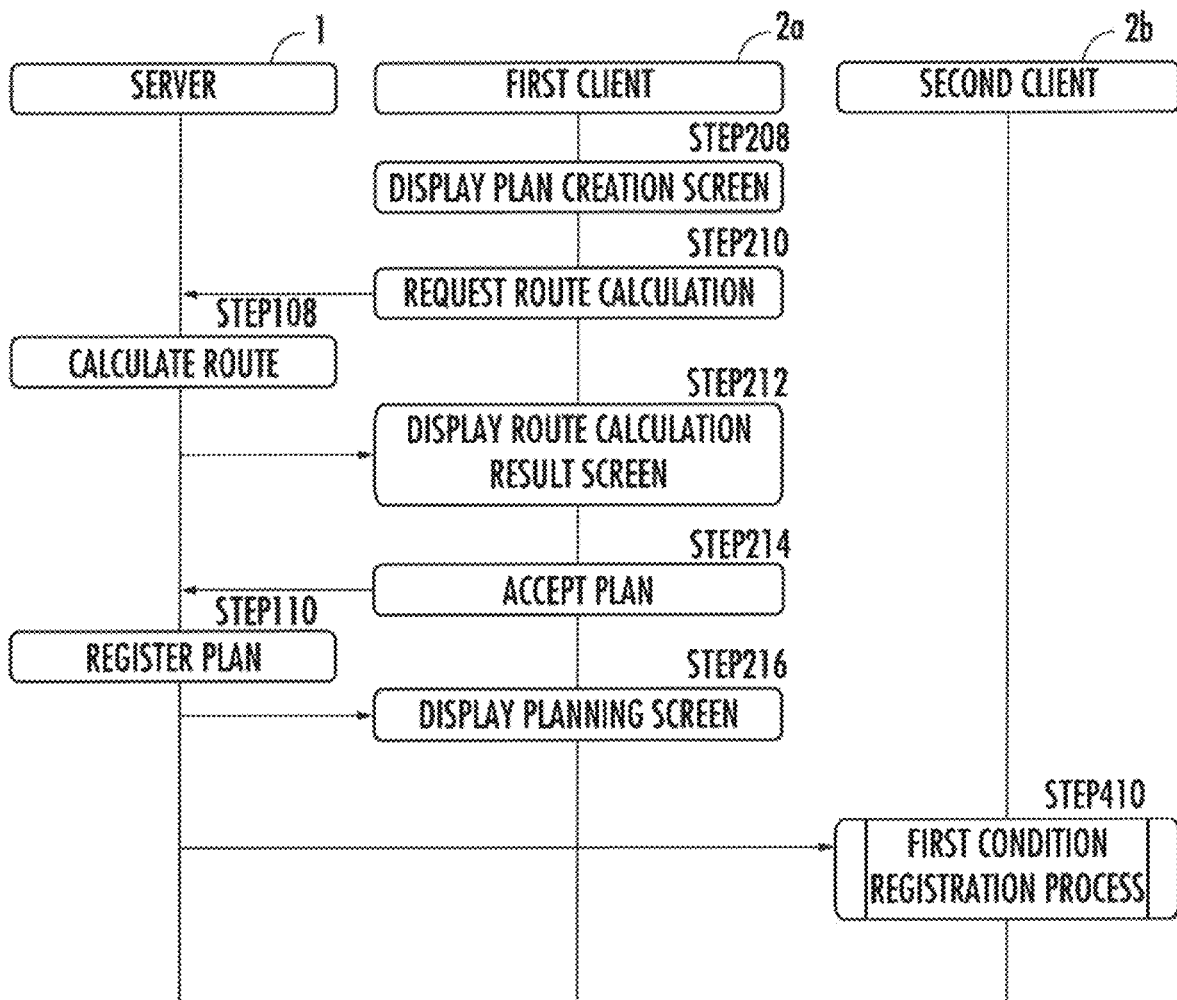 1
2a
2b
SERVER
FIRST CLIENT
SECOND CLIENT
STEP208
DISPLAY PLAN CREATION SCREEN
STEP210
REQUEST ROUTE CALCULATION
STEP108
CALCULATE ROUTE
STEP212
DISPLAY ROUTE CALCULATION
RESULT SCREEN
STEP214
ACCEPT PLAN
STEP110
REGISTER PLAN
STEP216
DISPLAY PLANNING SCREEN
STEP410
FIRST CONDITION
REGISTRATION PROCESS